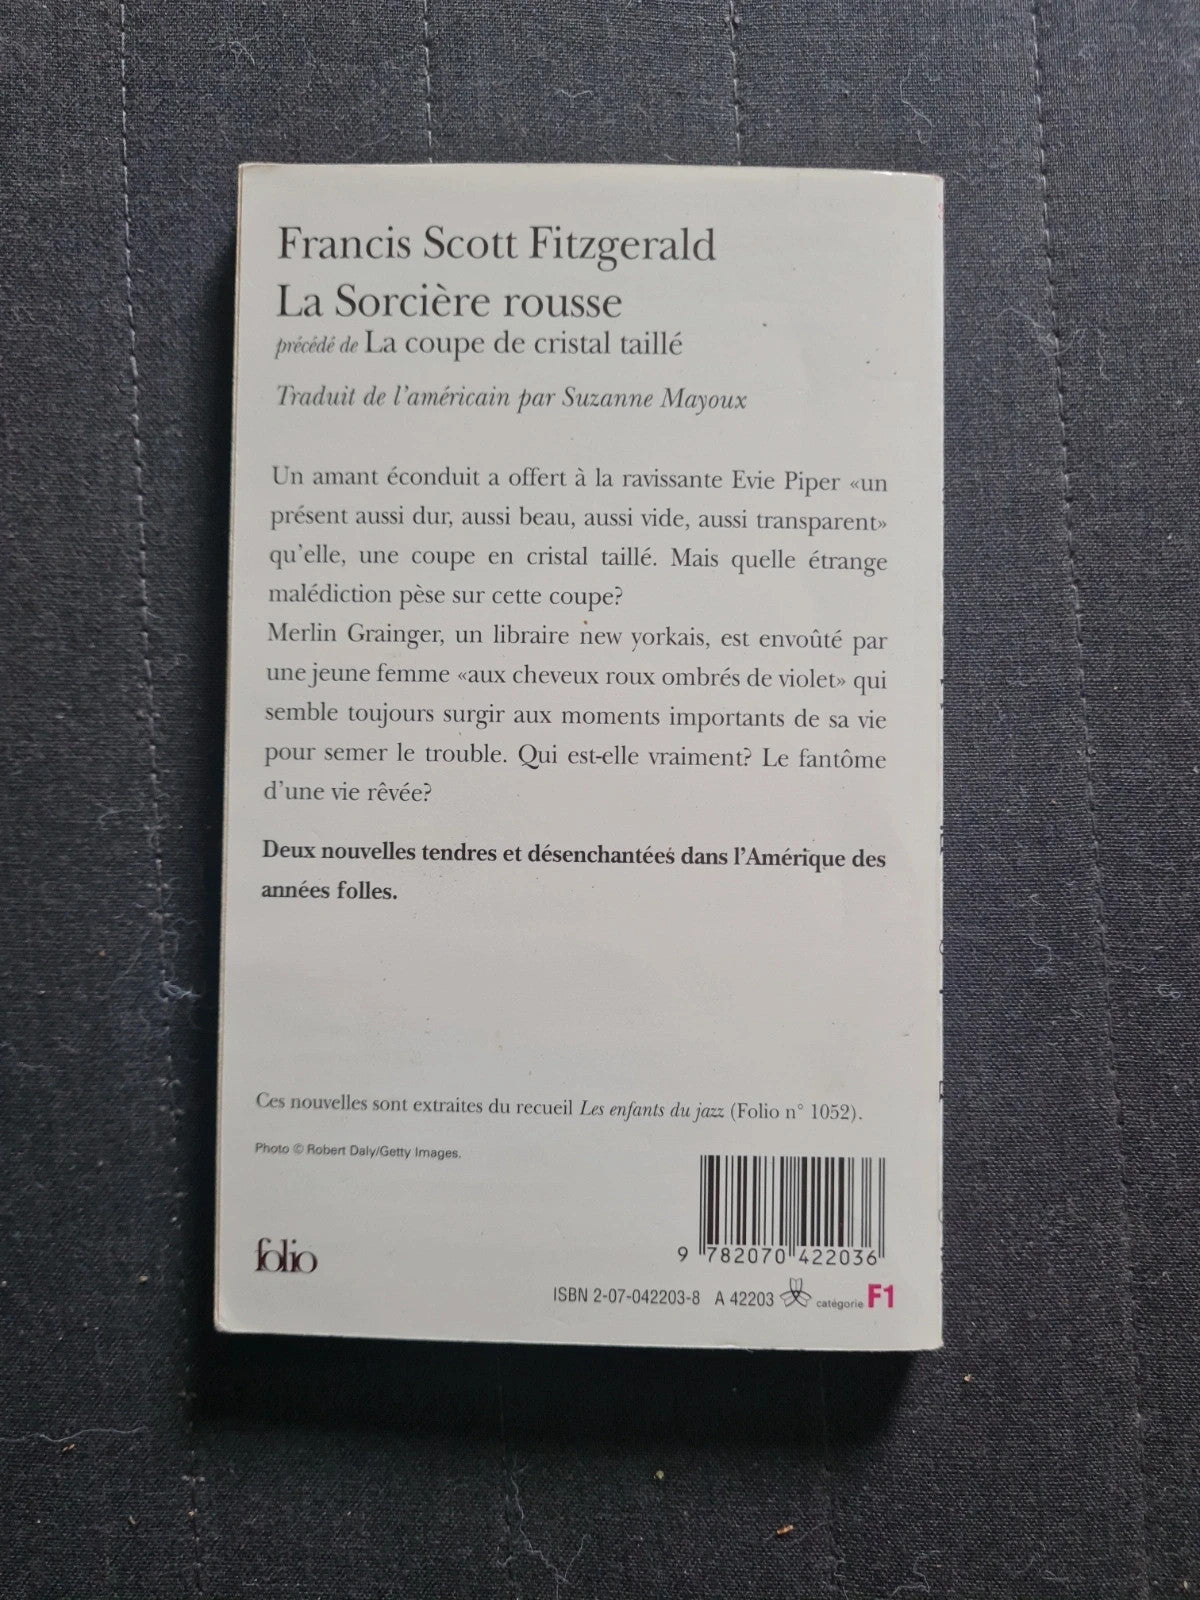 Francis Scott Fitzgerald
La Sorcière rousse
précédé de La coupe de cristal taillé
Traduit de l'américain par Suzanne Mayoux
Un amant éconduit a offert à la ravissante Evie Piper «un
présent aussi dur, aussi beau, aussi vide, aussi transparent»
qu'elle, une coupe en cristal taillé. Mais quelle étrange
malédiction pèse sur cette coupe?
Merlin Grainger, un libraire new yorkais, est envoûté par
une jeune femme «aux cheveux roux ombrés de violet» qui
semble toujours surgir aux moments importants de sa vie
pour semer le trouble. Qui est-elle vraiment? Le fantôme
d'une vie rêvée?
Deux nouvelles tendres et désenchantées dans l'Amérique des
années folles.
Ces nouvelles sont extraites du recueil Les enfants du jazz (Folio n° 1052).
Photo © Robert Daly/Getty Images.
folio
9 782070 422036
ISBN 2-07-042203-8 A 42203 catégorie F1